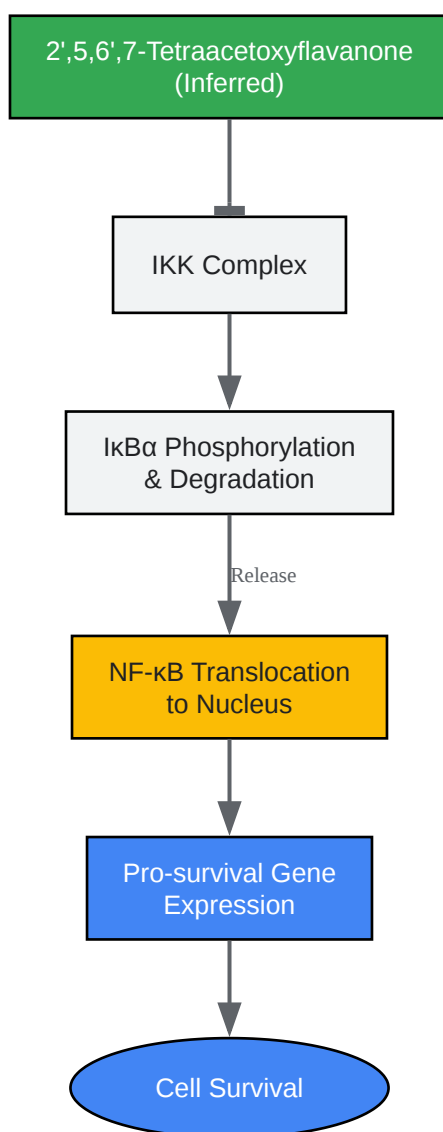 2',5,6',7-Tetraacetoxyflavanone
(Inferred)
IKK Complex
IκBα Phosphorylation
& Degradation
Release
NF-κB Translocation
to Nucleus
Pro-survival Gene
Expression
Cell Survival